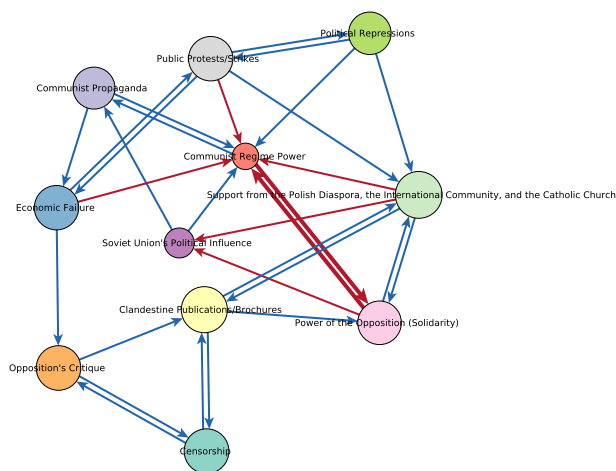 Political Repressions
Public Protests/Strikes
Communist Propaganda
Communist Regime Power
Support from the Polish Diaspora, the International Community, and the Catholic Church
Economic Failure
Soviet Union's Political Influence
Clandestine Publications/Brochures
Power of the Opposition (Solidarity)
Opposition's Critique
Censorship